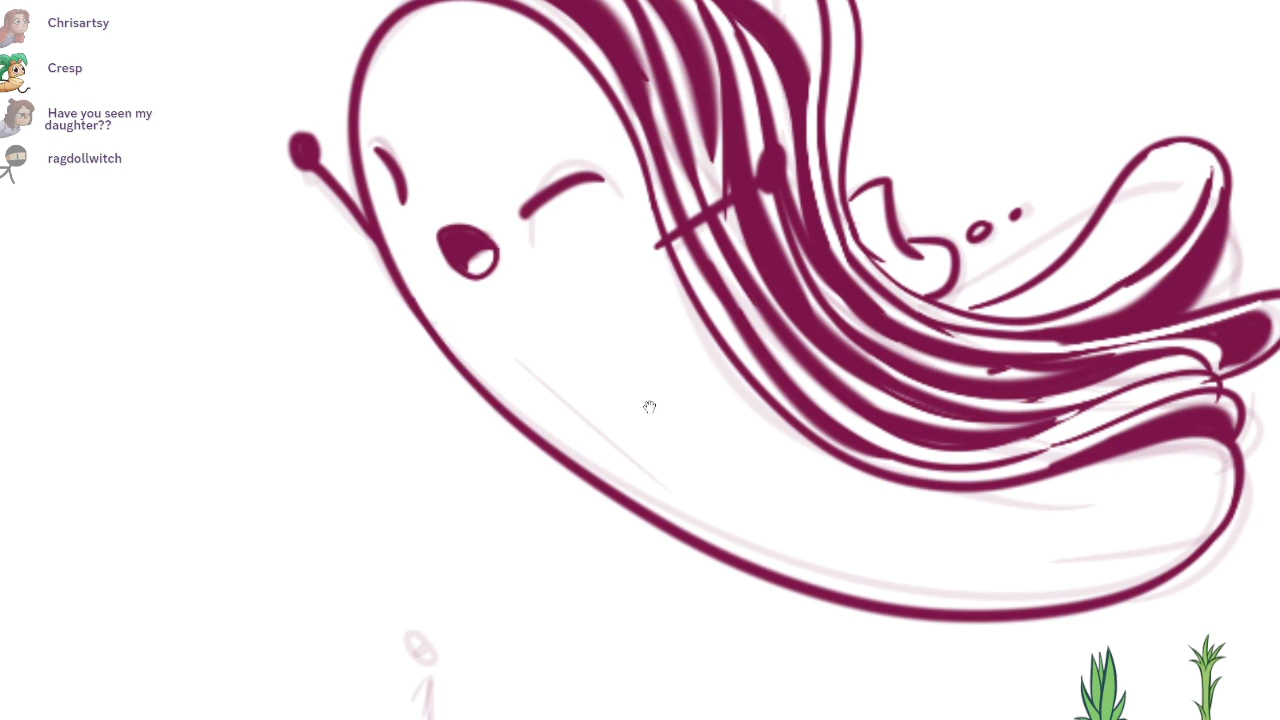 Chrisartsy
Cresp
Have you seen my
daughter??
ragdollwitch